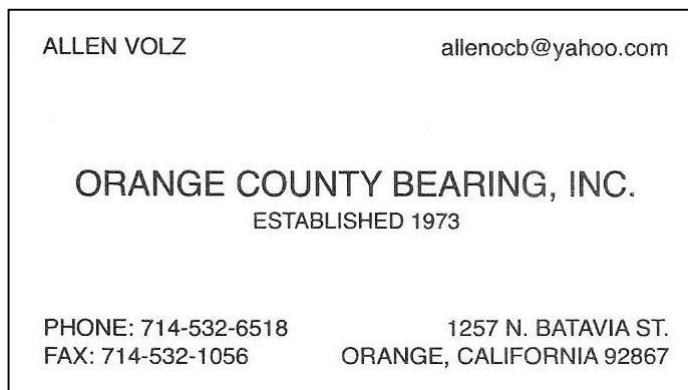 ALLEN VOLZ
allenocb@yahoo.com
ORANGE COUNTY BEARING, INC.
ESTABLISHED 1973
PHONE: 714-532-6518
FAX: 714-532-1056
1257 N. BATAVIA ST.
ORANGE, CALIFORNIA 92867